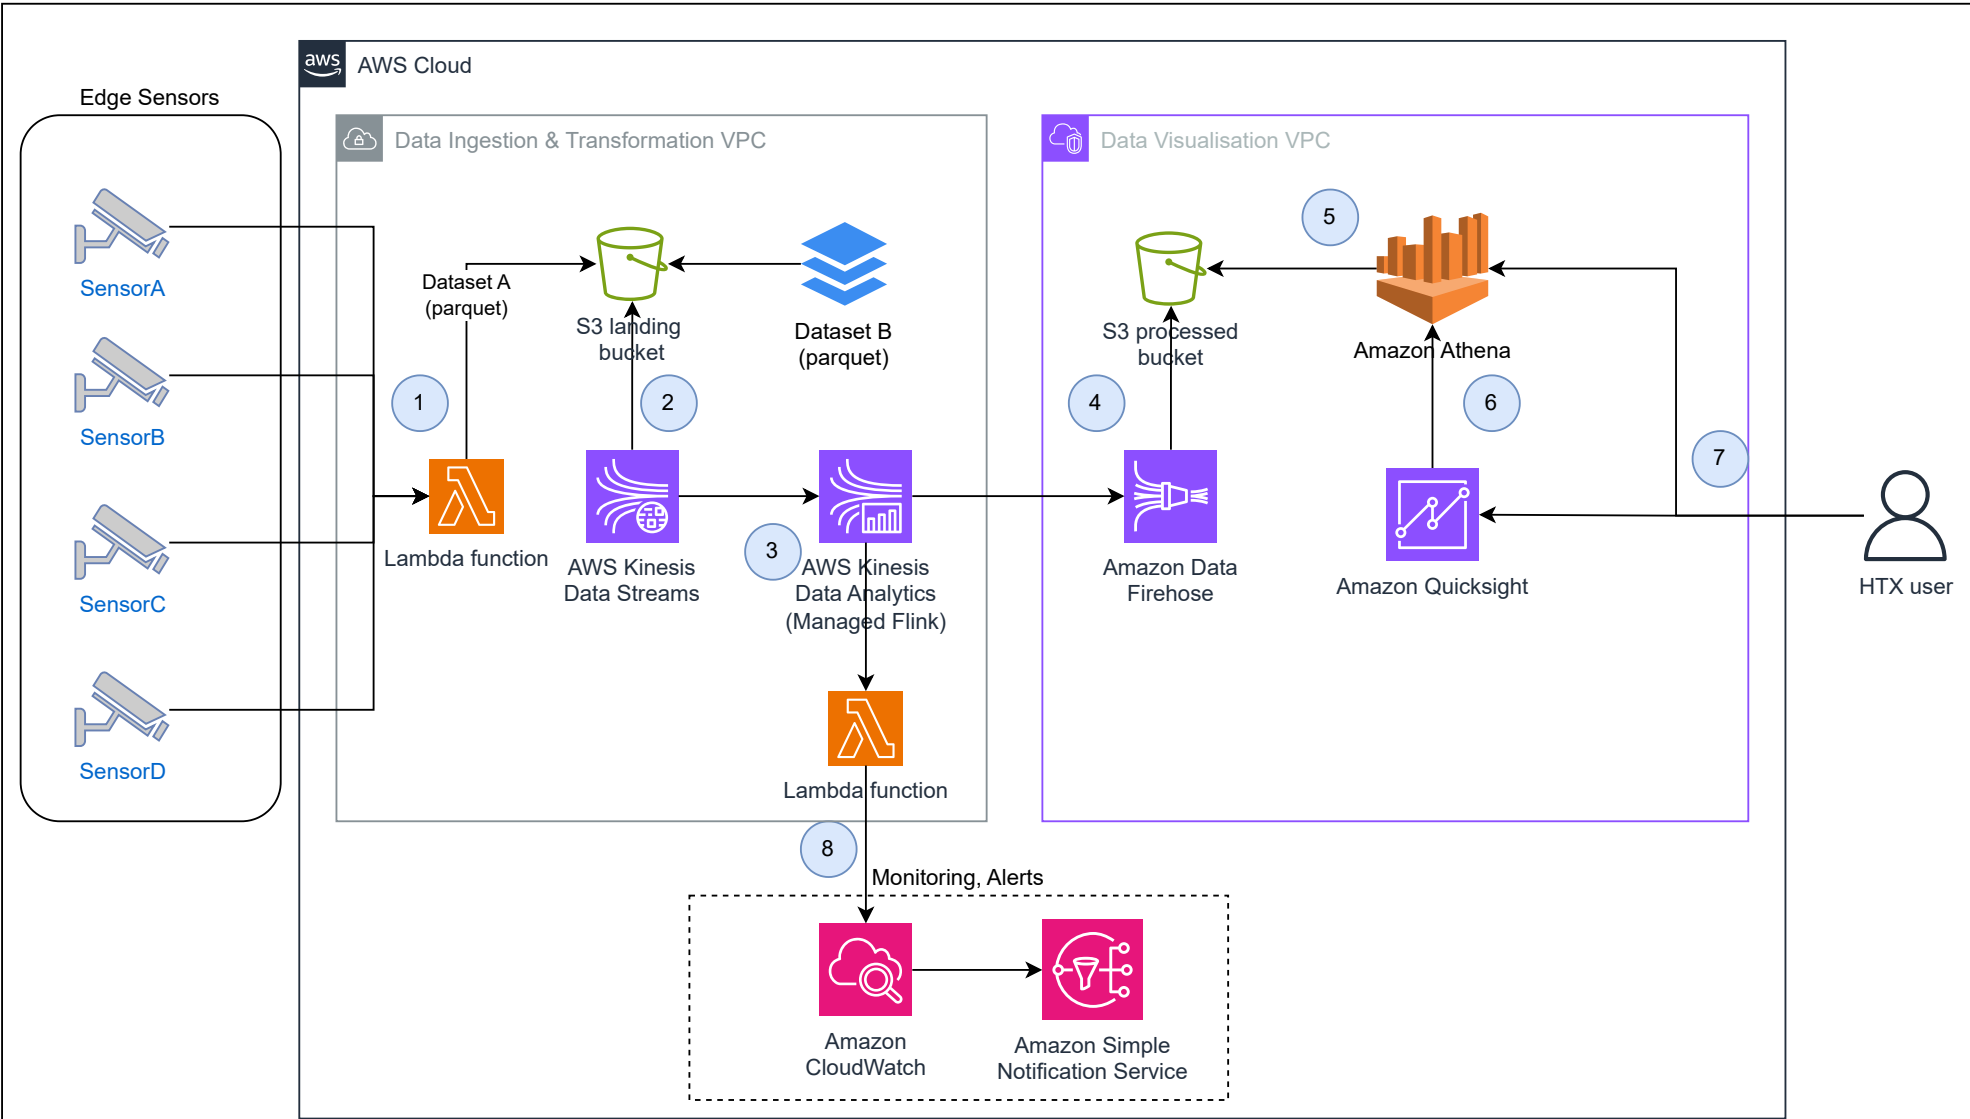 aws
AWS Cloud
Edge Sensors
Data Ingestion & Transformation VPC
Data Visualisation VPC
SensorA
SensorB
SensorC
SensorD
Dataset A
(parquet)
S3 landing
bucket
Dataset B
(parquet)
1
2
Lambda function
AWS Kinesis
Data Streams
3
AWS Kinesis
Data Analytics
(Managed Flink)
Lambda function
S3 processed
bucket
5
Amazon Athena
4
6
7
Amazon Data
Firehose
Amazon Quicksight
HTX user
8
Monitoring, Alerts
Amazon
CloudWatch
Amazon Simple
Notification Service